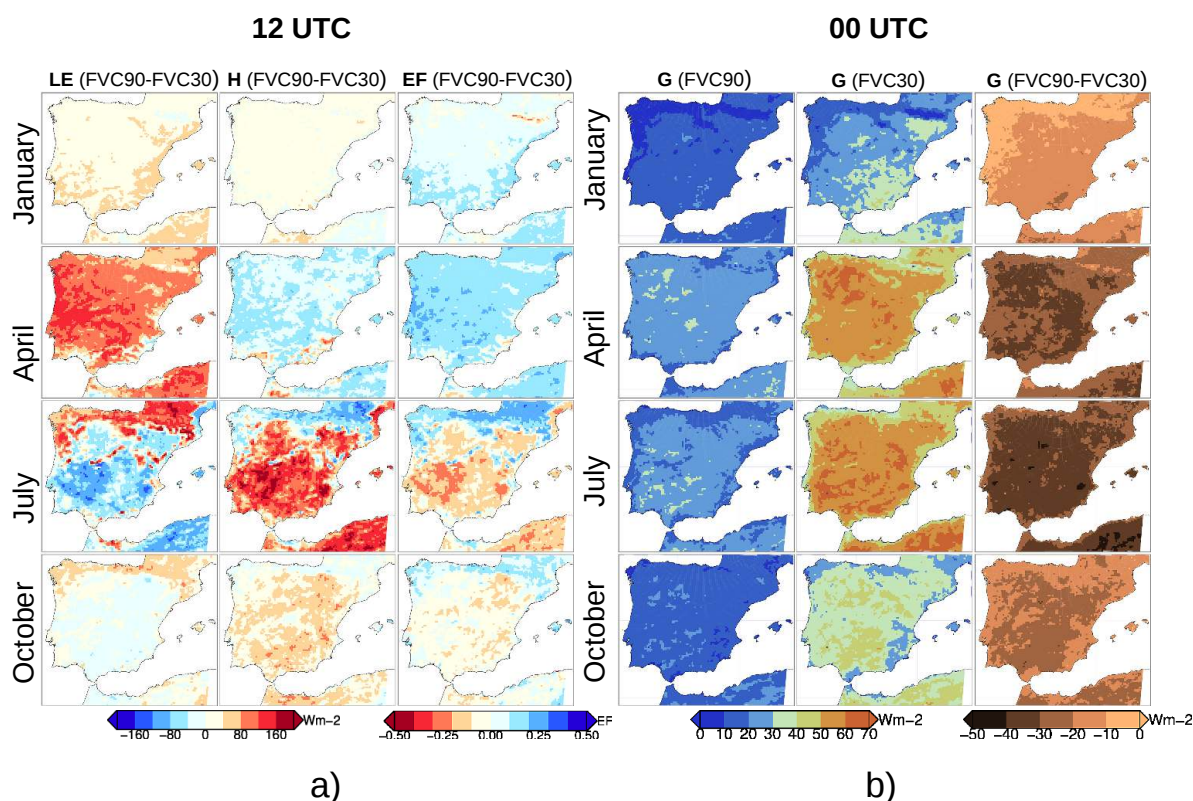 12 UTC
00 UTC
LE (FVC90-FVC30)
H (FVC90-FVC30)
EF (FVC90-FVC30)
G (FVC90)
G (FVC30)
G (FVC90-FVC30)
January
January
April
April
July
July
October
October
−160 −80 0 80 160
Wm−2
−0.50 −0.25 0.00 0.25 0.50
EF
0 10 20 30 40 50 60 70
Wm−2
−50 −40 −30 −20 −10 0
Wm−2
a)
b)